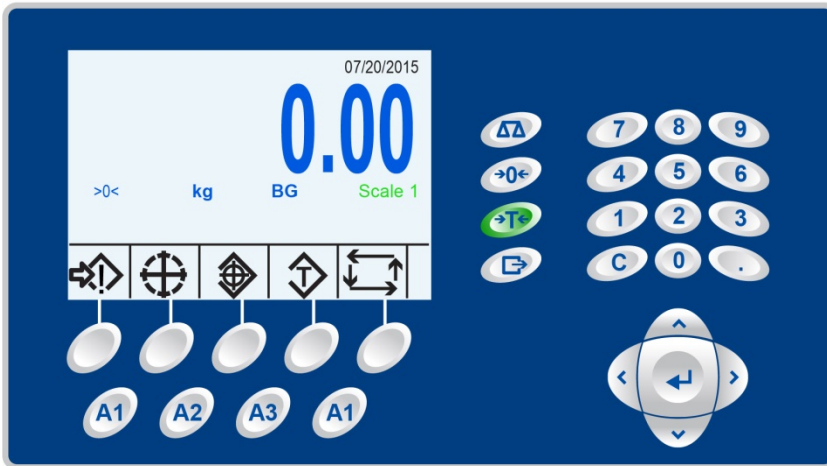 07/20/2015
0.00
>0< kg BG Scale 1
T
→0←
→T←
7 8 9
4 5 6
1 2 3
C 0 .
A1 A2 A3 A1